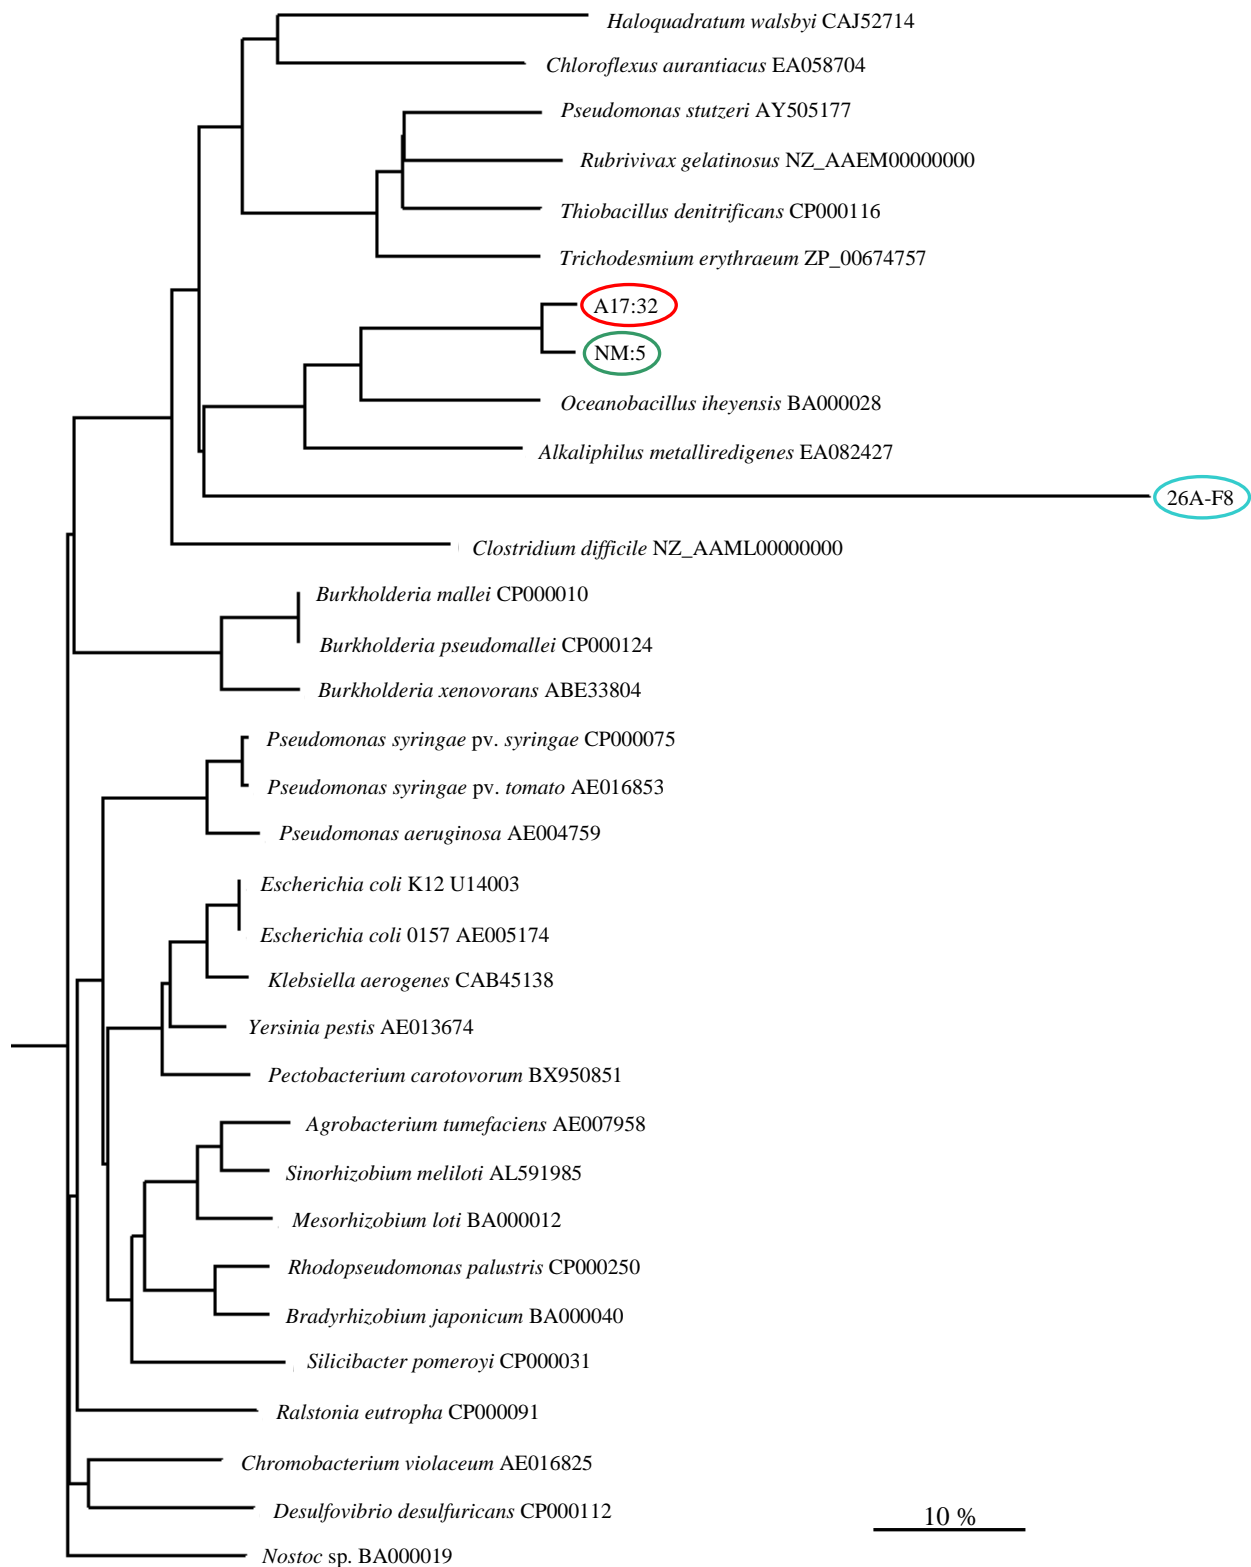 Haloquadratum walsbyi CAJ52714
Chloroflexus aurantiacus EA058704
Pseudomonas stutzeri AY505177
Rubrivivax gelatinosus NZ_AAEM00000000
Thiobacillus denitrificans CP000116
Trichodesmium erythraeum ZP_00674757
A17:32
NM:5
Oceanobacillus iheyensis BA000028
Alkaliphilus metalliredigenes EA082427
26A-F8
Clostridium difficile NZ_AAML00000000
Burkholderia mallei CP000010
Burkholderia pseudomallei CP000124
Burkholderia xenovorans ABE33804
Pseudomonas syringae pv. syringae CP000075
Pseudomonas syringae pv. tomato AE016853
Pseudomonas aeruginosa AE004759
Escherichia coli K12 U14003
Escherichia coli 0157 AE005174
Klebsiella aerogenes CAB45138
Yersinia pestis AE013674
Pectobacterium carotovorum BX950851
Agrobacterium tumefaciens AE007958
Sinorhizobium meliloti AL591985
Mesorhizobium loti BA000012
Rhodopseudomonas palustris CP000250
Bradyrhizobium japonicum BA000040
Silicibacter pomeroyi CP000031
Ralstonia eutropha CP000091
Chromobacterium violaceum AE016825
Desulfovibrio desulfuricans CP000112
10 %
Nostoc sp. BA000019